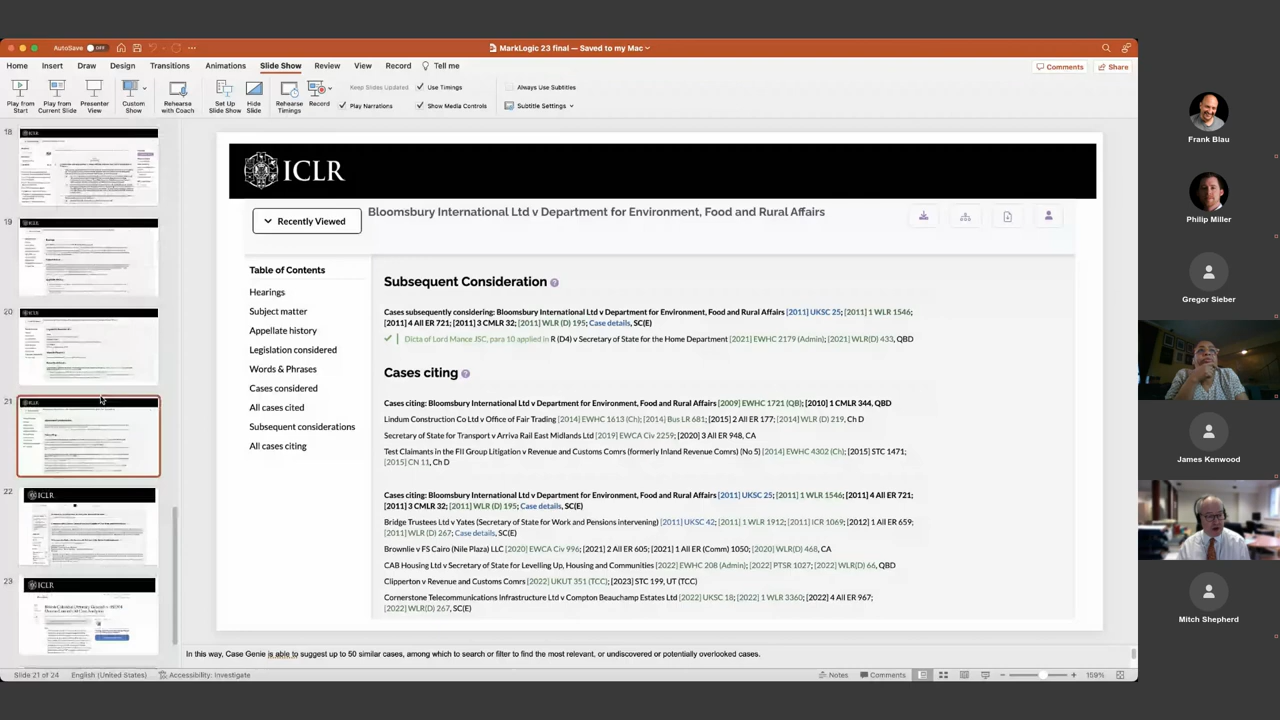 AutoSave OFF
MarkLogic 23 final — Saved to my Mac
Home Insert Draw Design Transitions Animations Slide Show Review View Record Tell me
Comments Share
Play from Start
Play from Current Slide
Presenter View
Custom Show
Rehearse with Coach
Set Up Slide Show
Hide Slide
Rehearse Timings
Record
Keep Slides Updated
Play Narrations
Use Timings
Show Media Controls
Always Use Subtitles
Subtitle Settings
18
19
20
21
22
23
ICLR
Recently Viewed
Bloomsbury International Ltd v Department for Environment, Food and Rural Affairs
Table of Contents
Hearings
Subject matter
Appellate history
Legislation considered
Words & Phrases
Cases considered
All cases cited
Subsequent considerations
All cases citing
Subsequent Consideration ?
Cases subsequently considering: Bloomsbury International Ltd v Department for Environment, Food and Rural Affairs [2011] UKSC 25; [2011] 1 WLR 1546;
[2011] 4 All ER 721; [2011] 3 CMLR 32; [2011] WLR (D) 195; Case details, SC(E)
Dicta of Lord Mance JSC, para 10 applied in R (D4) v Secretary of State for the Home Department [2021] EWHC 2179 (Admin); [2021] WLR(D) 433, QBD
Cases citing ?
Cases citing: Bloomsbury International Ltd v Department for Environment, Food and Rural Affairs [2009] EWHC 1721 (QB); [2010] 1 CMLR 344, QBD
Lindum Construction Co Ltd v Office of Fair Trading [2014] EWHC 1613 (Ch); [2014] Bus LR 681; [2015] 2 All ER 177; [2014] WLR (D) 219, Ch D
Secretary of State for Transport v Arriva Rail East Midlands Ltd [2019] EWCA Civ 2259; [2020] 3 All ER 948, CA
Test Claimants in the FII Group Litigation v Revenue and Customs Comrs (formerly Inland Revenue Comrs) (No 5) [2014] EWHC 4302 (Ch); [2015] STC 1471;
[2015] CN 11, Ch D
Cases citing: Bloomsbury International Ltd v Department for Environment, Food and Rural Affairs [2011] UKSC 25; [2011] 1 WLR 1546; [2011] 4 All ER 721;
[2011] 3 CMLR 32; [2011] WLR (D) 195; Case details, SC(E)
Bridge Trustees Ltd v Yates (Secretary of State for Work and Pensions intervening) [2011] UKSC 42; [2011] 1 WLR 1912; [2011] ICR 1069; [2012] 1 All ER 659;
[2011] WLR (D) 267; Case details, SC(E)
Brownlie v FS Cairo (Nile Plaza) LLC [2020] EWCA Civ 996; [2021] 2 All ER 605; [2021] 1 All ER (Comm) 1050; [2020] WLR(D) 468, CA
CAB Housing Ltd v Secretary of State for Levelling Up, Housing and Communities [2022] EWHC 208 (Admin); [2022] PTSR 1027; [2022] WLR(D) 66, QBD
Clipperton v Revenue and Customs Comrs [2022] UKUT 351 (TCC); [2023] STC 199, UT (TCC)
Cornerstone Telecommunications Infrastructure Ltd v Compton Beauchamp Estates Ltd [2022] UKSC 18; [2022] 1 WLR 3360; [2022] 4 All ER 967;
[2022] WLR(D) 267, SC(E)
In this way, Case Genie is able to suggest up to 50 similar cases, among which to search or filter to find the most relevant, or undiscovered or potentially overlooked cases.
Slide 21 of 24 English (United States) Accessibility: Investigate
Notes Comments 159%
Frank Blau
Philip Miller
Gregor Sieber
James Kenwood
Mitch Shepherd